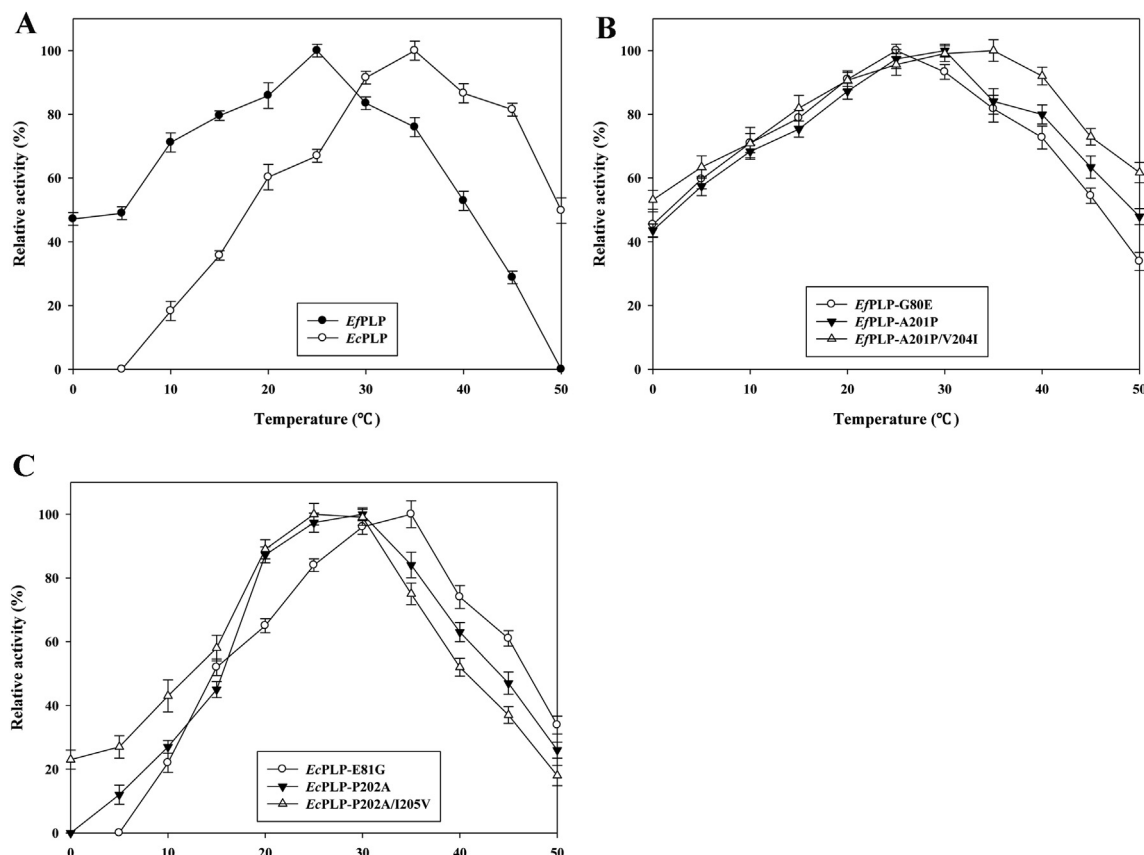 A
Relative activity (%)
100
80
60
40
20
0
EfPLP
EcPLP
0
10
20
30
40
50
Temperature (℃)
B
Relative activity (%)
100
80
60
40
20
0
EfPLP-G80E
EfPLP-A201P
EfPLP-A201P/V204I
0
10
20
30
40
50
Temperature (℃)
C
Relative activity (%)
100
80
60
40
20
0
EcPLP-E81G
EcPLP-P202A
EcPLP-P202A/I205V
0
10
20
30
40
50